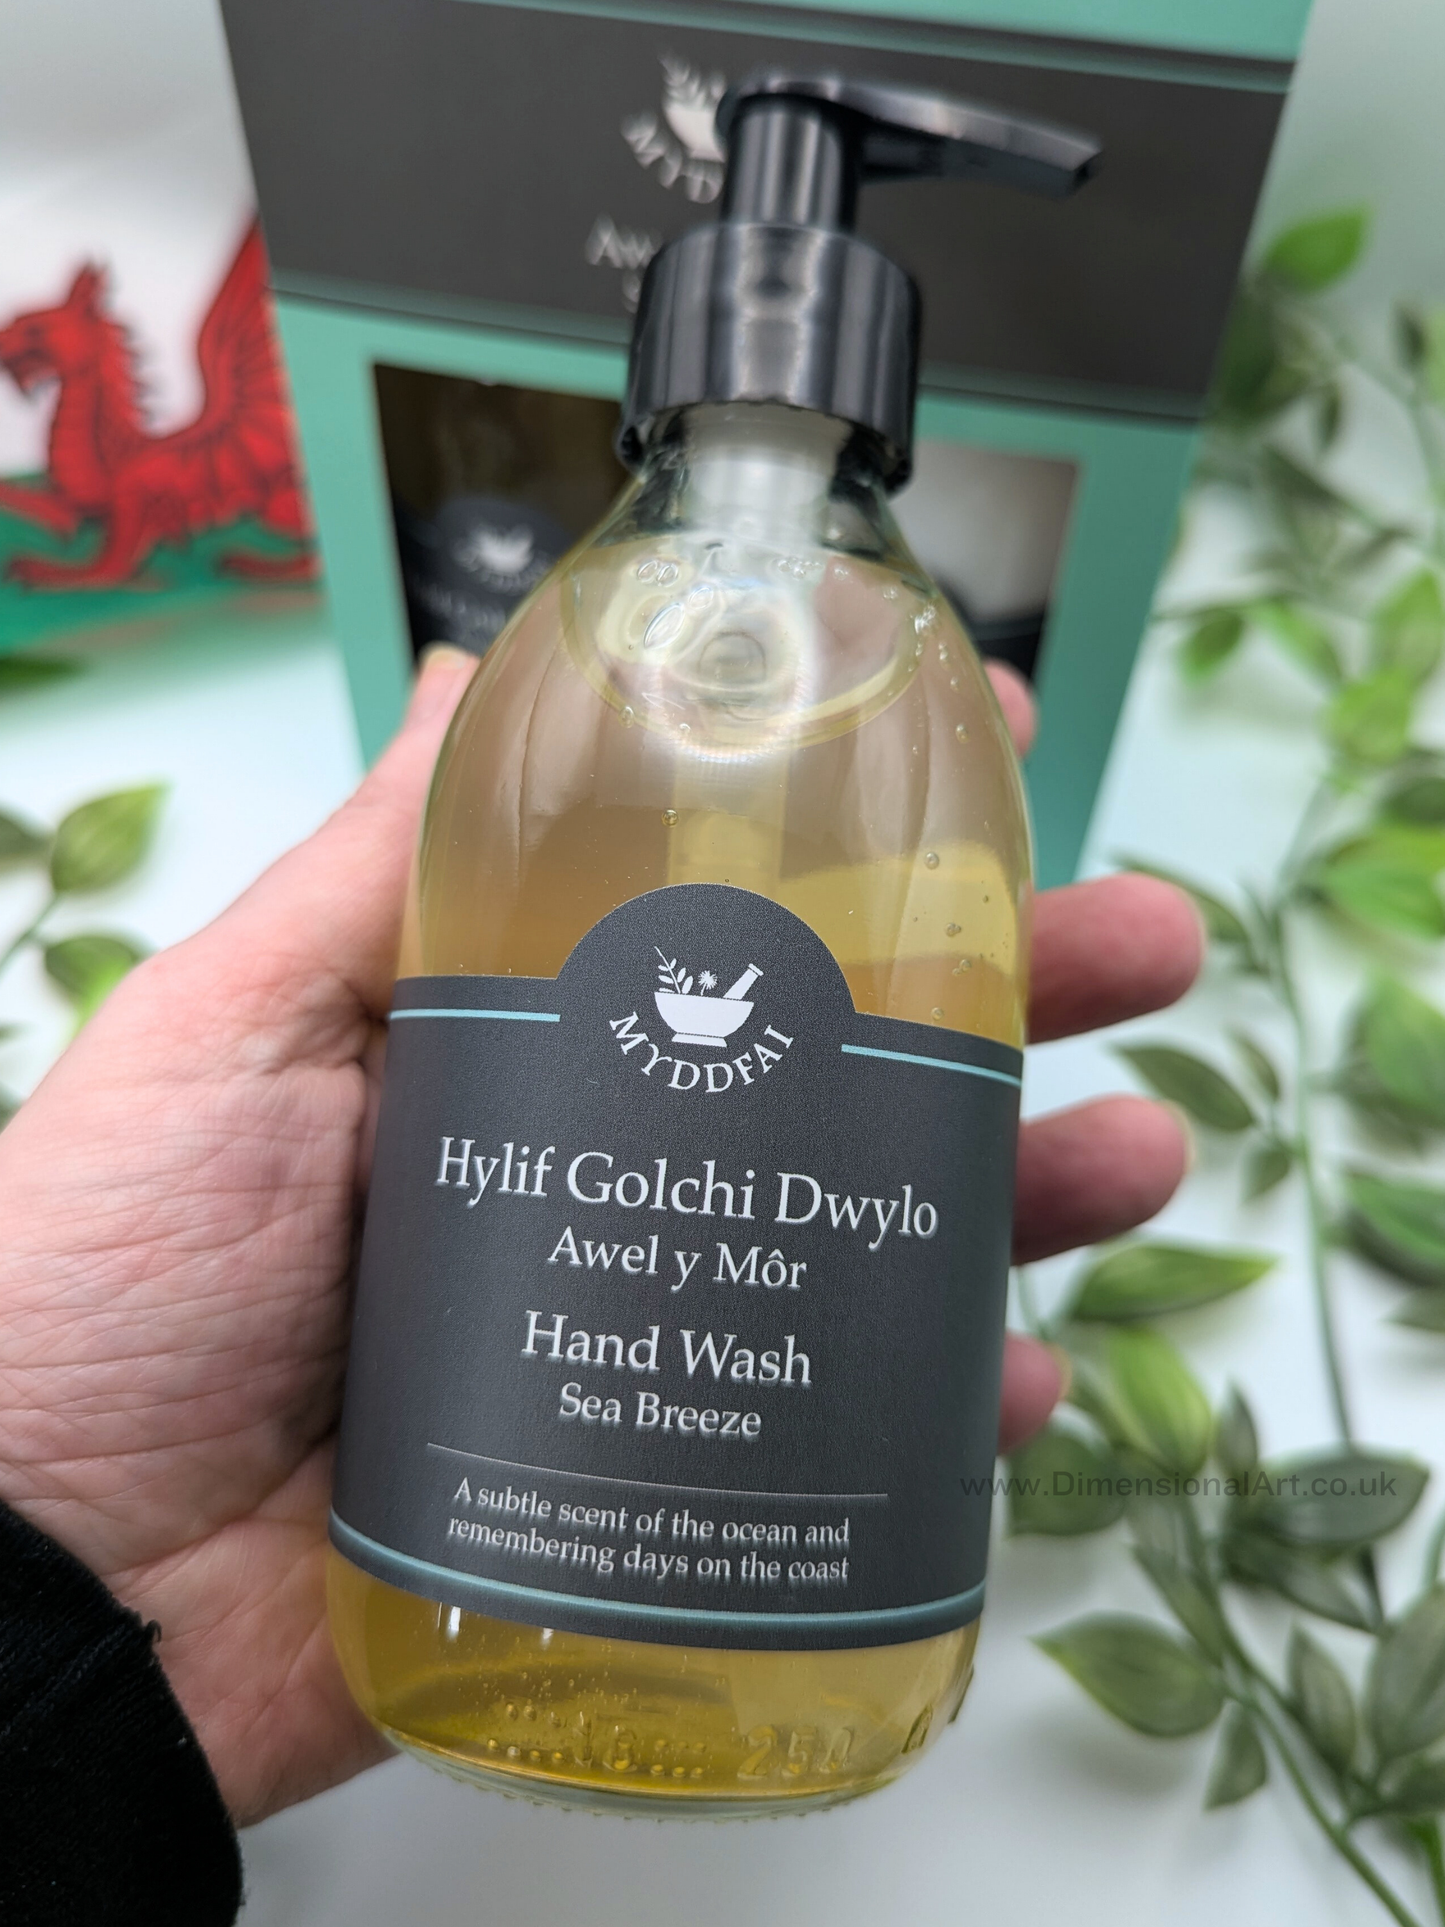 MYDDFAI
Hylif Golchi Dwylo
Awel y Môr
Hand Wash
Sea Breeze
A subtle scent of the ocean and
remembering days on the coast
www.DimensionalArt.co.uk
250